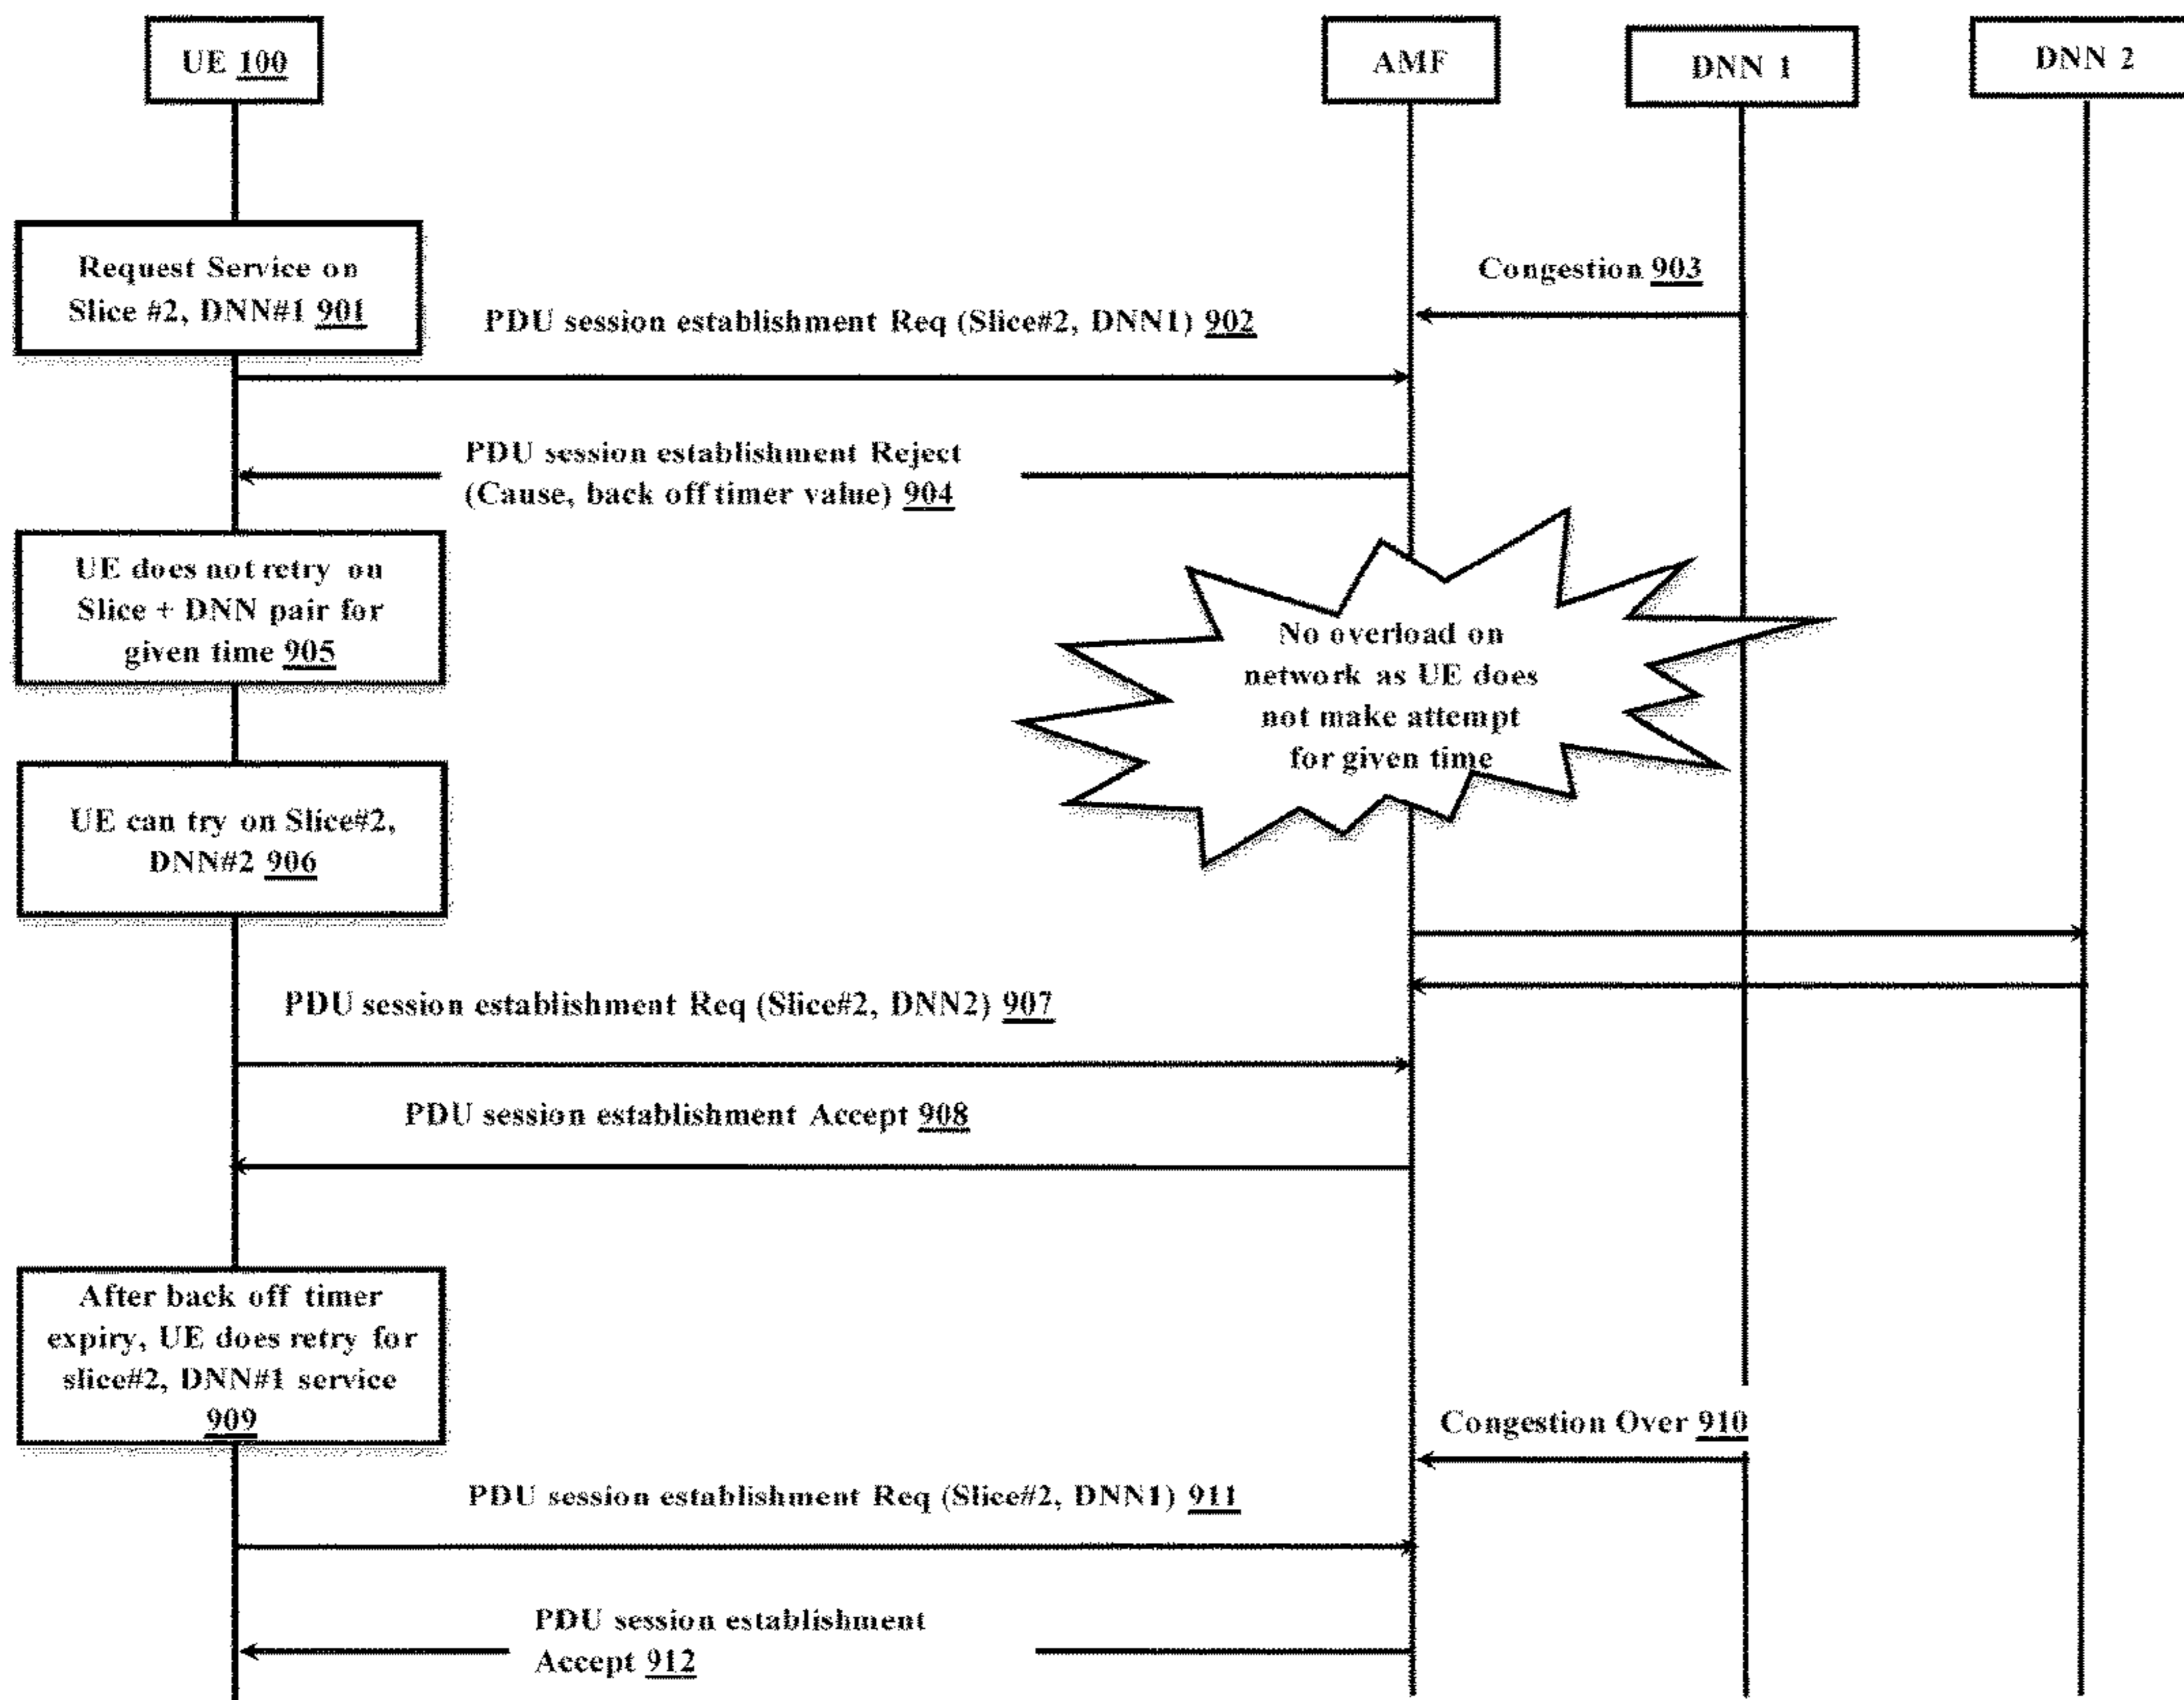 UE 100
AMF
DNN 1
DNN 2
Request Service on
Slice #2, DNN#1 901
Congestion 903
PDU session establishment Req (Slice#2, DNN1) 902
PDU session establishment Reject
(Cause, back off timer value) 904
UE does not retry on
Slice + DNN pair for
given time 905
No overload on
network as UE does
not make attempt
for given time
UE can try on Slice#2,
DNN#2 906
PDU session establishment Req (Slice#2, DNN2) 907
PDU session establishment Accept 908
After back off timer
expiry, UE does retry for
slice#2, DNN#1 service
909
Congestion Over 910
PDU session establishment Req (Slice#2, DNN1) 911
PDU session establishment
Accept 912